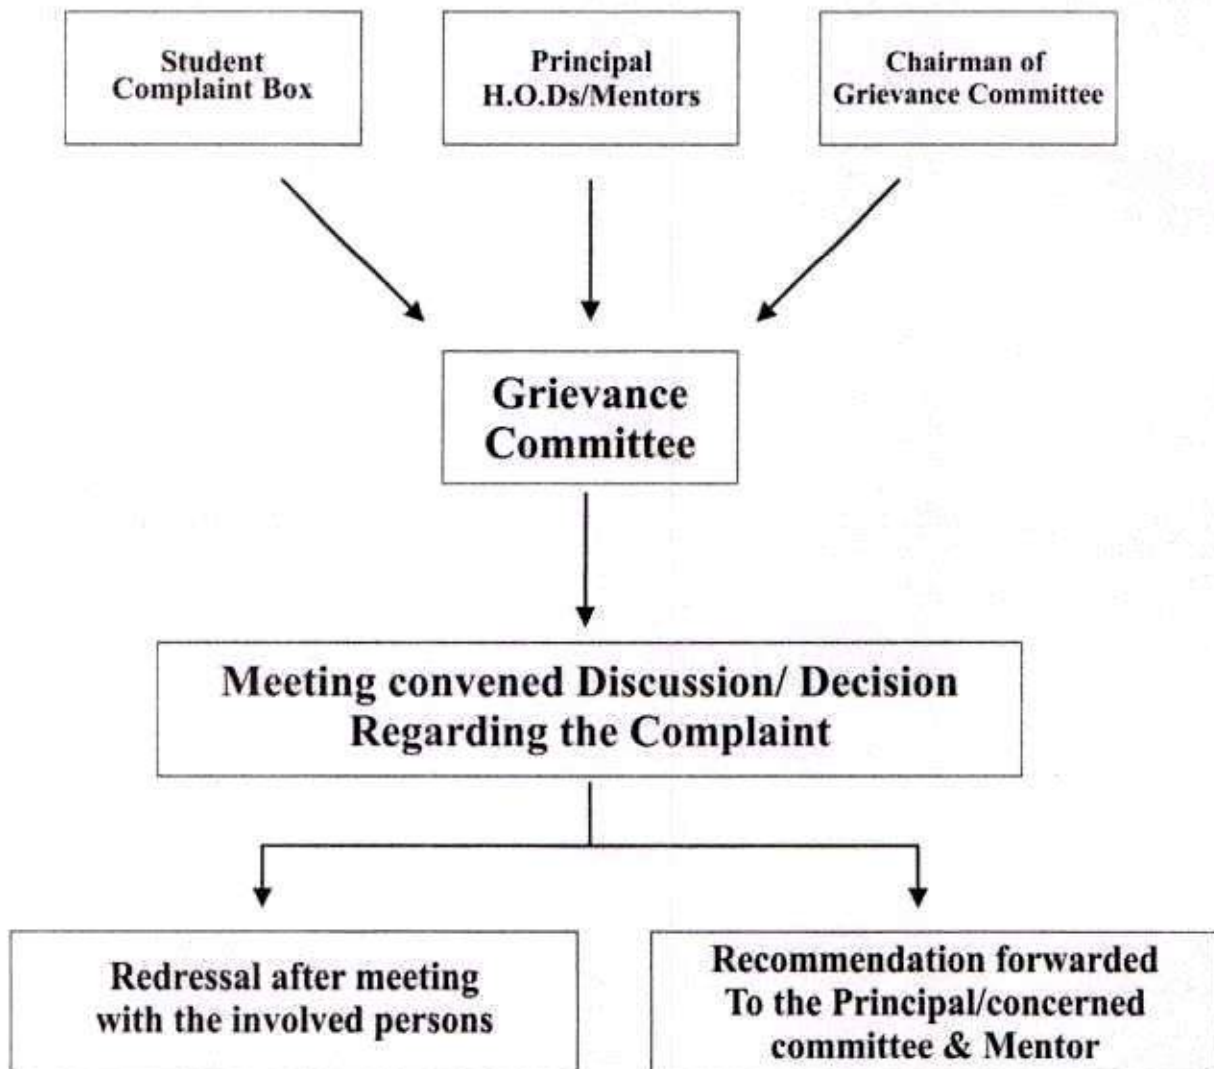 Student
Complaint Box
Principal
H.O.Ds/Mentors
Chairman of
Grievance Committee
Grievance
Committee
Meeting convened Discussion/ Decision
Regarding the Complaint
Redressal after meeting
with the involved persons
Recommendation forwarded
To the Principal/concerned
committee & Mentor